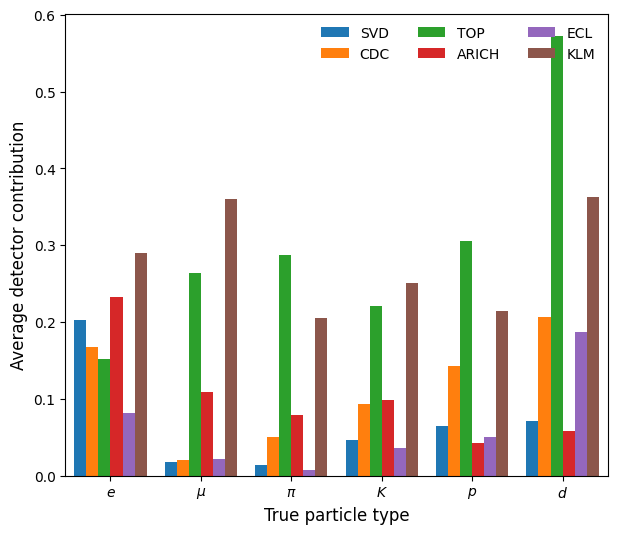 SVD TOP ECL
CDC ARICH KLM
0.6
0.5
0.4
0.3
0.2
0.1
0.0
Average detector contribution
e μ π K p d
True particle type